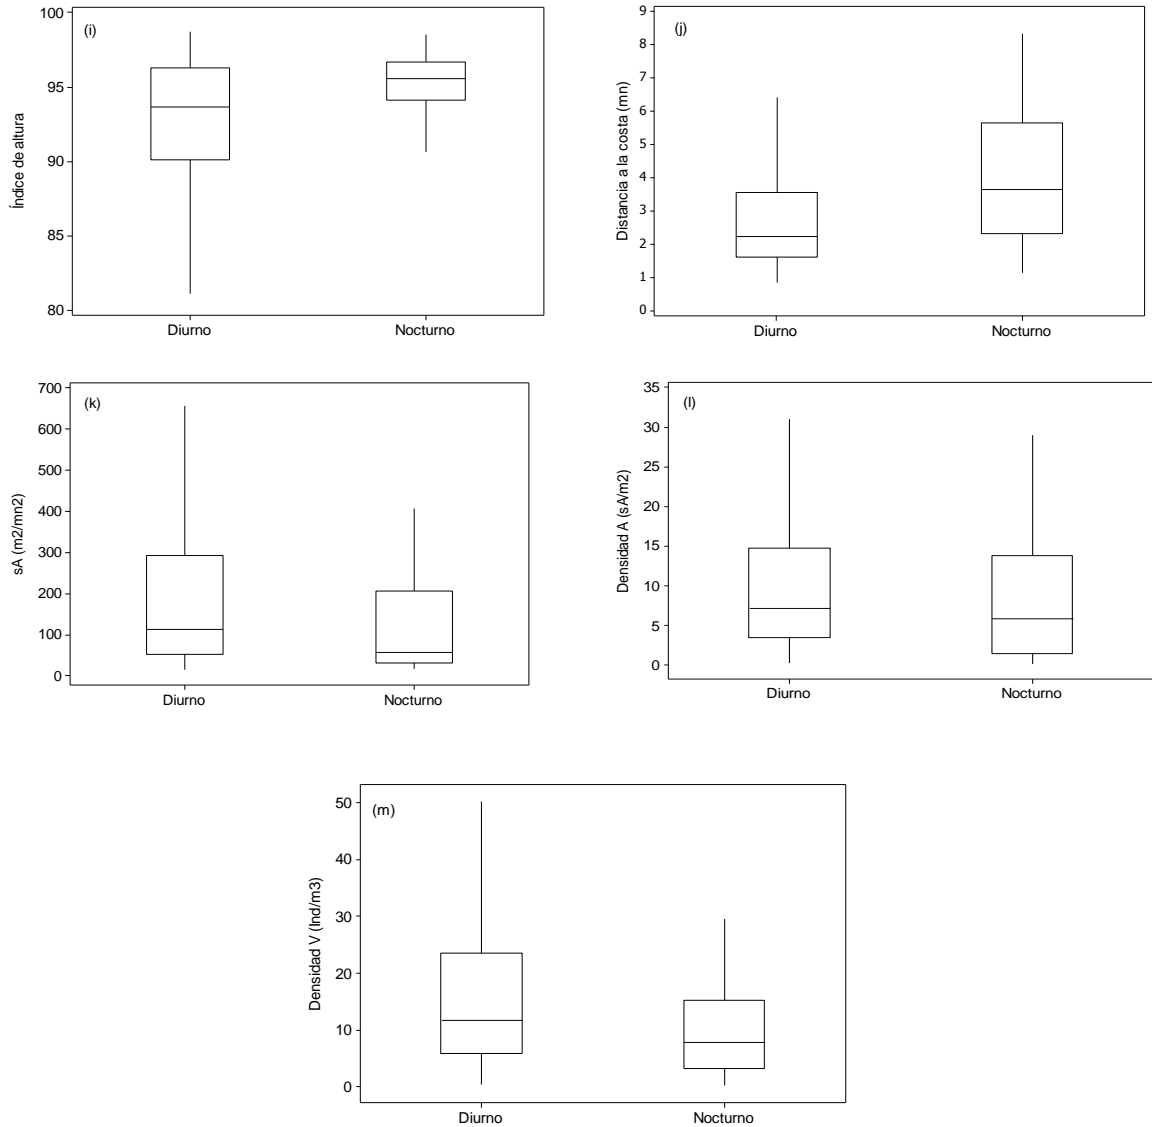 (i)
Índice de altura
100
95
90
85
80
Diurno Nocturno
(j)
Distancia a la costa (mn)
9
8
7
6
5
4
3
2
1
0
Diurno Nocturno
(k)
sA (m2/mn2)
700
600
500
400
300
200
100
0
Diurno Nocturno
(l)
Densidad A (sA/m2)
35
30
25
20
15
10
5
0
Diurno Nocturno
(m)
Densidad V (Ind/m3)
50
40
30
20
10
0
Diurno Nocturno